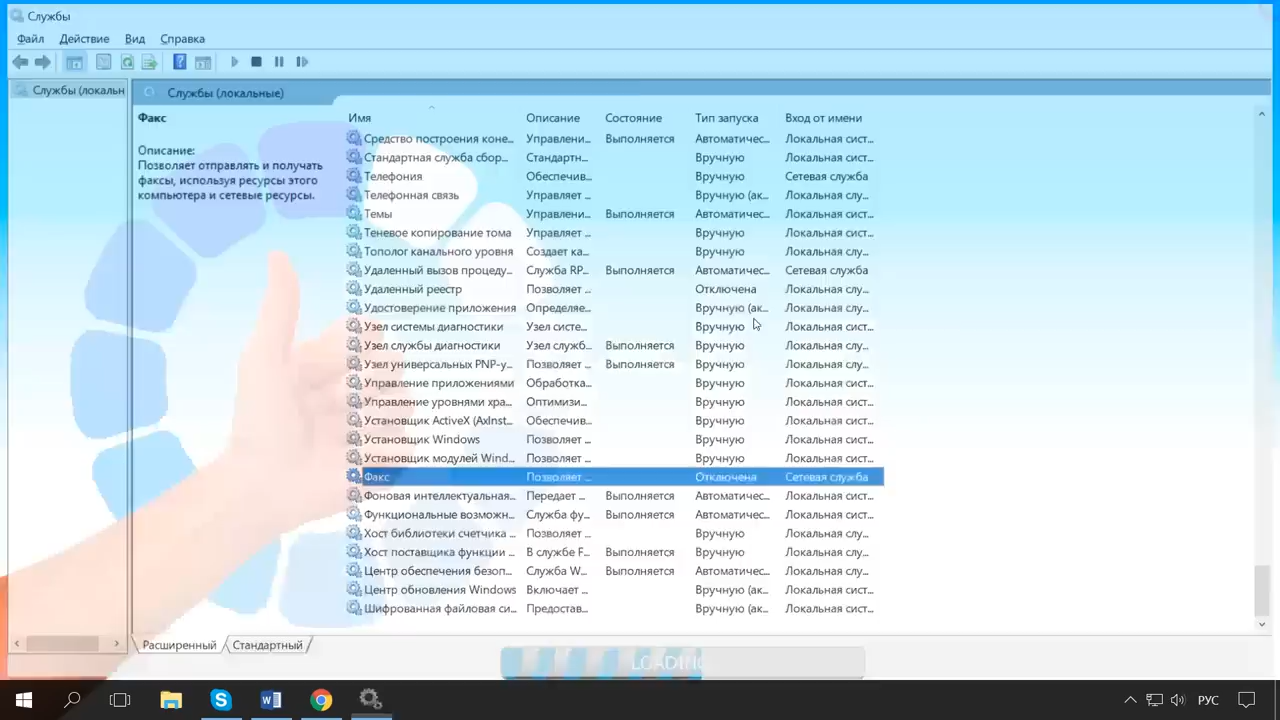 Службы
Файл Действие Вид Справка
Службы (локальн
Службы (локальные)
Факс
Описание:
Позволяет отправлять и получать
факсы, используя ресурсы этого
компьютера и сетевые ресурсы.
Имя Описание Состояние Тип запуска Вход от имени
Средство построения коне... Управлени... Выполняется Автоматичес... Локальная сист...
Стандартная служба сбор... Стандартн... Вручную Локальная сист...
Телефония Обеспечив... Вручную Сетевая служба
Телефонная связь Управляет ... Вручную (ак... Локальная слу...
Темы Управлени... Выполняется Автоматичес... Локальная сист...
Теневое копирование тома Управляет ... Вручную Локальная сист...
Тополог канального уровня Создает ка... Вручную Локальная слу...
Удаленный вызов процеду... Служба RP... Выполняется Автоматичес... Сетевая служба
Удаленный реестр Позволяет ... Отключена Локальная слу...
Удостоверение приложения Определяе... Вручную (ак... Локальная слу...
Узел системы диагностики Узел систе... Вручную Локальная сист...
Узел службы диагностики Узел служб... Выполняется Вручную Локальная слу...
Узел универсальных PNP-у... Позволяет ... Выполняется Вручную Локальная слу...
Управление приложениями Обработка... Вручную Локальная сист...
Управление уровнями хра... Оптимизи... Вручную Локальная сист...
Установщик ActiveX (AxInst... Обеспечив... Вручную Локальная сист...
Установщик Windows Позволяет ... Вручную Локальная сист...
Установщик модулей Wind... Позволяет ... Вручную Локальная сист...
Факс Позволяет ... Отключена Сетевая служба
Фоновая интеллектуальная... Передает ... Выполняется Автоматичес... Локальная сист...
Функциональные возможн... Служба фу... Выполняется Автоматичес... Локальная сист...
Хост библиотеки счетчика ... Позволяет ... Вручную Локальная слу...
Хост поставщика функции ... В службе F... Выполняется Вручную Локальная слу...
Центр обеспечения безоп... Служба W... Выполняется Автоматичес... Локальная слу...
Центр обновления Windows Включает ... Вручную (ак... Локальная сист...
Шифрованная файловая си... Предостав... Вручную (ак... Локальная сист...
Расширенный Стандартный
LOADING
РУС